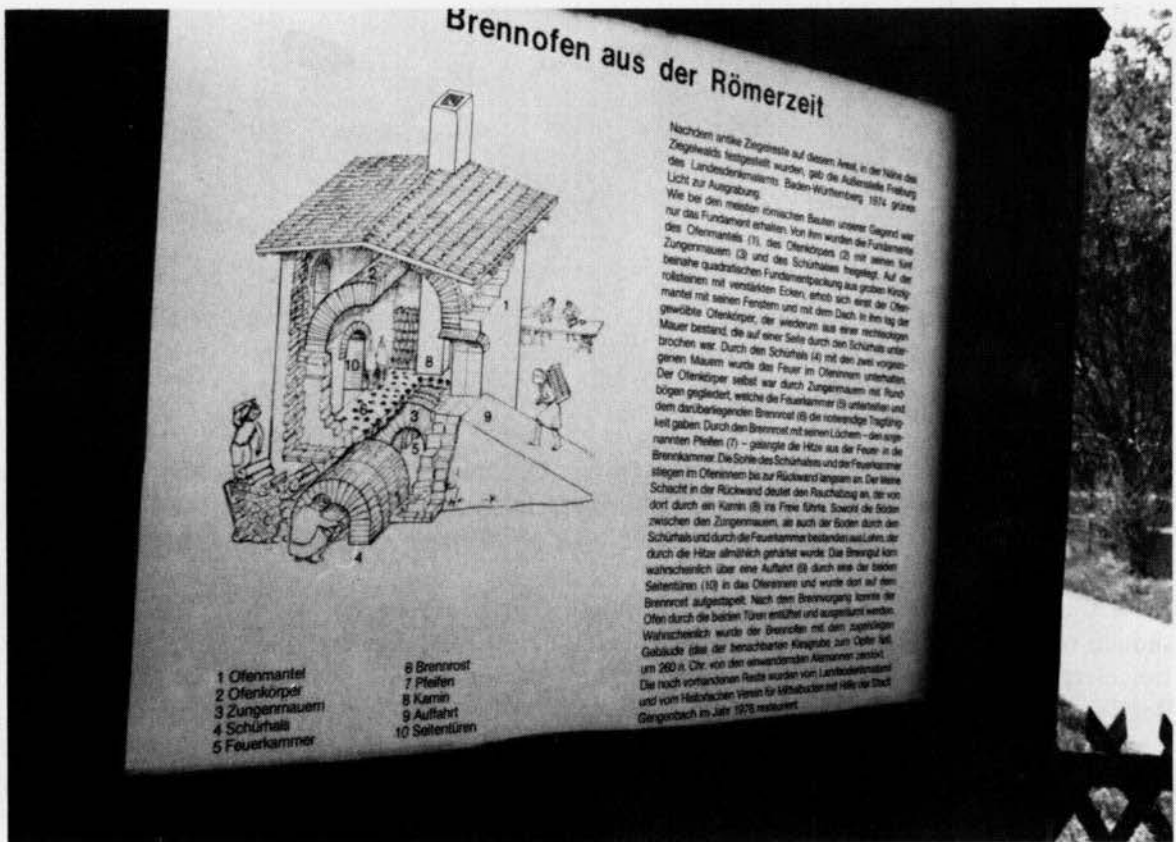 Brennofen aus der Römerzeit
Nachdem antike Ziegelreste auf diesem Areal, in der Nähe des
Ziegelwalds festgestellt wurden, gab die Außenstelle Freiburg
des Landesdenkmalamts Baden-Württemberg 1974 grünes
Licht zur Ausgrabung.
Wie bei den meisten römischen Bauten unserer Gegend war
nur das Fundament erhalten. Von ihm wurden die Fundamente
des Ofenmantels (1), des Ofenkörpers (2) mit seinen fünf
Zungenmauern (3) und des Schürhalses freigelegt. Auf der
beinahe quadratischen Fundamentpackung aus groben Kinzig-
rollsteinen mit verstärkten Ecken, erhob sich einst der Ofen-
mantel mit seinen Fenstern und mit dem Dach. In ihm lag der
gewölbte Ofenkörper, der wiederum aus einer rechteckigen
Mauer bestand, die auf einer Seite durch den Schürhals unter-
brochen war. Durch den Schürhals (4) mit den zwei vorgezo-
genen Mauern wurde das Feuer im Ofeninnern unterhalten.
Der Ofenkörper selbst war durch Zungenmauern mit Rund-
bögen gegliedert, welche die Feuerkammer (5) unterteilten und
dem darüberliegenden Brennrost (6) die notwendige Tragfähig-
keit gaben. Durch den Brennrost mit seinen Löchern – den soge-
nannten Pfeifen (7) – gelangte die Hitze aus der Feuer- in die
Brennkammer. Die Sohle des Schürhalses und der Feuerkammer
stiegen im Ofeninnern bis zur Rückwand langsam an. Der kleine
Schacht in der Rückwand deutet den Rauchabzug an, der von
dort durch ein Kamin (8) ins Freie führte. Sowohl die Böden
zwischen den Zungenmauern, als auch der Boden durch den
Schürhals und durch die Feuerkammer bestanden aus Lehm, der
durch die Hitze allmählich gehärtet wurde. Das Brenngut kam
wahrscheinlich über eine Auffahrt (9) durch eine der beiden
Seitentüren (10) in das Ofeninnern und wurde dort auf dem
Brennrost aufgestapelt. Nach dem Brennvorgang konnte der
Ofen durch die beiden Türen entlüftet und ausgeräumt werden.
Wahrscheinlich wurde der Brennofen mit dem zugehörigen
Gebäude (das der benachbarten Kiesgrube zum Opfer fiel)
um 260 n. Chr. von den einwandernden Alemannen zerstört.
Die noch vorhandenen Reste wurden vom Landesdenkmalamt
und vom Historischen Verein für Mittelbaden mit Hilfe der Stadt
Gengenbach im Jahr 1976 restauriert.
2
1
10
8
6
3
9
5
4
1 Ofenmantel
2 Ofenkörper
3 Zungenmauern
4 Schürhals
5 Feuerkammer
6 Brennrost
7 Pfeifen
8 Kamin
9 Auffahrt
10 Seitentüren